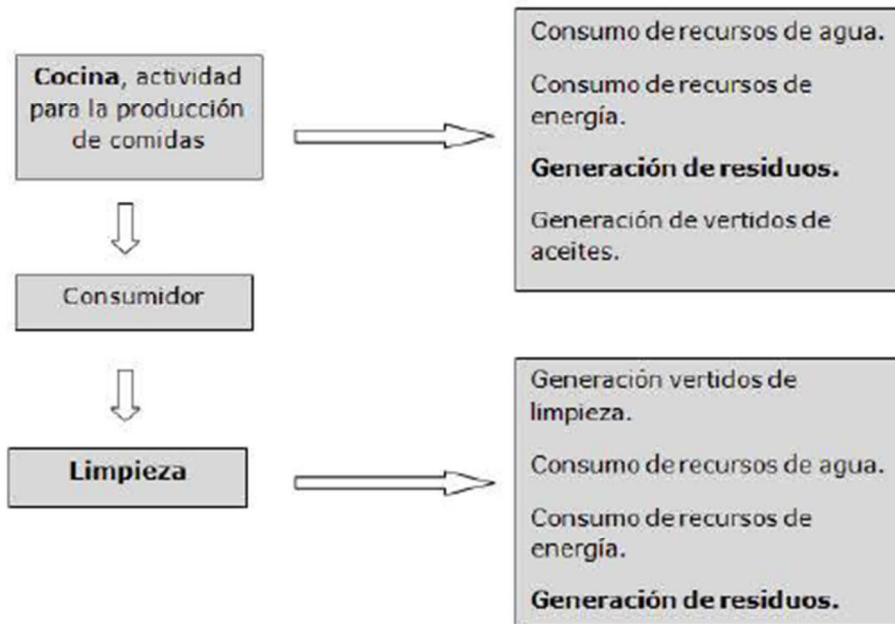 Cocina, actividad
para la producción
de comidas
Consumo de recursos de agua.
Consumo de recursos de
energía.
Generación de residuos.
Generación de vertidos de
aceites.
Consumidor
Limpieza
Generación vertidos de
limpieza.
Consumo de recursos de agua.
Consumo de recursos de
energía.
Generación de residuos.